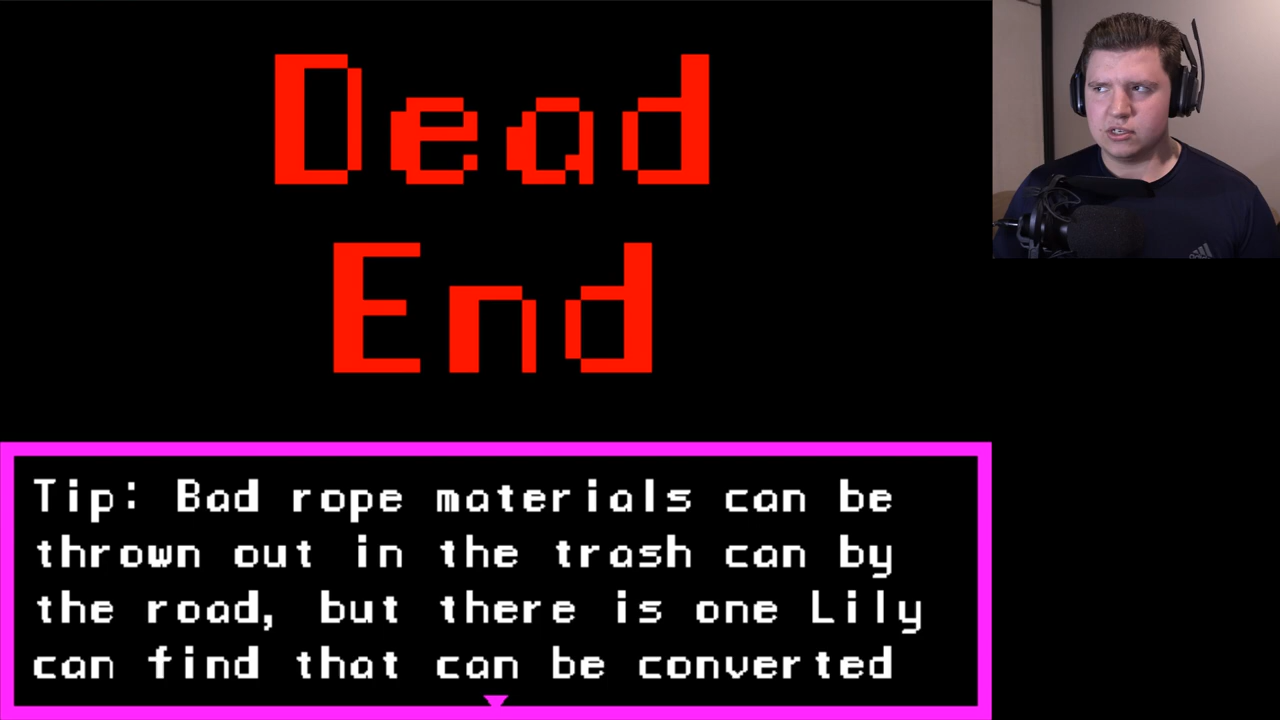 Dead
End
Tip: Bad rope materials can be
thrown out in the trash can by
the road, but there is one Lily
can find that can be converted